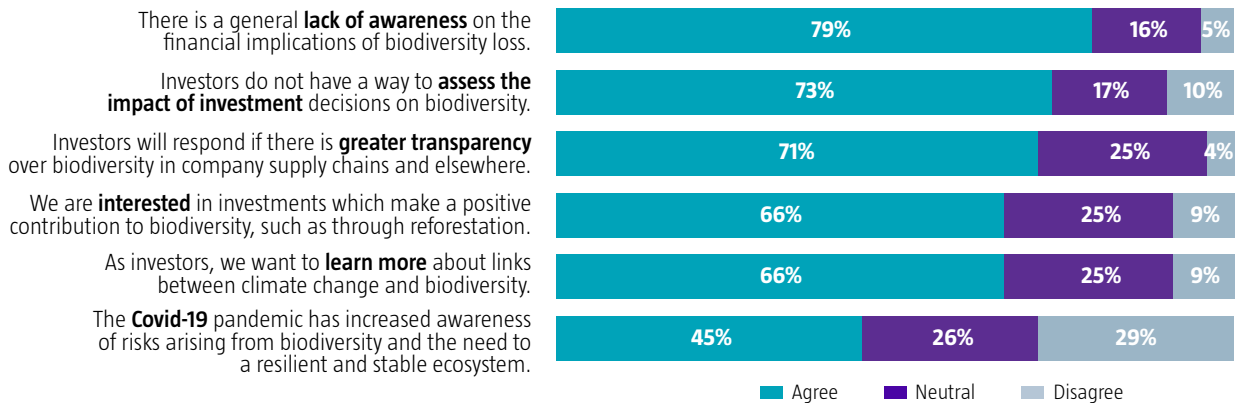 There is a general lack of awareness on the
financial implications of biodiversity loss.
79% 16% 5%
Investors do not have a way to assess the
impact of investment decisions on biodiversity.
73% 17% 10%
Investors will respond if there is greater transparency
over biodiversity in company supply chains and elsewhere.
71% 25% 4%
We are interested in investments which make a positive
contribution to biodiversity, such as through reforestation.
66% 25% 9%
As investors, we want to learn more about links
between climate change and biodiversity.
66% 25% 9%
The Covid-19 pandemic has increased awareness
of risks arising from biodiversity and the need to
a resilient and stable ecosystem.
45% 26% 29%
Agree Neutral Disagree